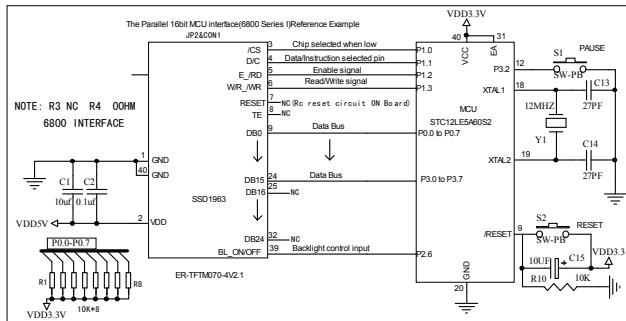 The Parallel 16bit MCU interface(6800 Series I)Reference Example
JP2&CON1
VDD3.3V
40
31
VCC
EA
/CS 3 Chip selected when low P1.0
D/C 4 Data/Instruction selected pin P1.1
E_/RD 5 Enable signal P1.2
W/R_/WR 6 Read/Write signal P1.3
RESET 7 NC(Rc reset circuit ON Board)
TE 8 NC
DB0 9 Data Bus P0.0 to P0.7
DB15 24 Data Bus P3.0 to P3.7
DB16 25 NC
DB24 32 NC
BL_ON/OFF 39 Backlight control input P2.6
NOTE: R3 NC R4 0OHM
6800 INTERFACE
1 GND
40 GND
C1
10uf
C2
0.1uf
VDD5V
2 VDD
SSD1963
ER-TFTM070-4V2.1
P0.0-P0.7
R1
R8
10K*8
VDD3.3V
MCU
STC12LE5A60S2
P3.2 12
S1 PAUSE
SW-PB
XTAL1 18
C13
27PF
12MHZ
Y1
XTAL2 19
C14
27PF
/RESET 9
S2 RESET
SW-PB
VDD3.3
10UF
C15
R10
10K
GND
20